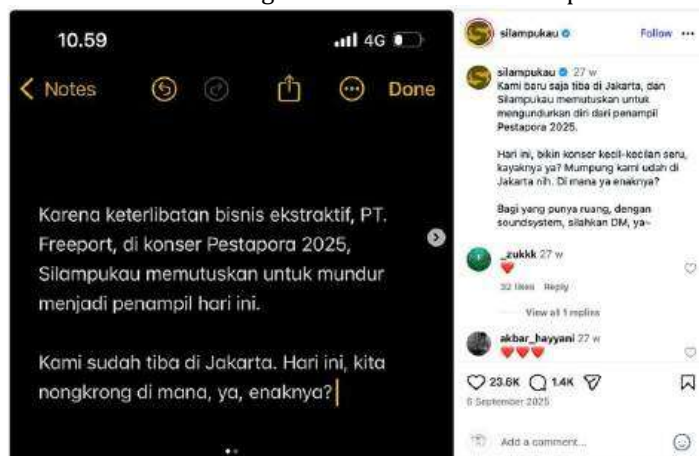 10.59
4G
Notes
Done
Karena keterlibatan bisnis ekstraktif, PT.
Freeport, di konser Pestapora 2025,
Silampukau memutuskan untuk mundur
menjadi penampil hari ini.
Kami sudah tiba di Jakarta. Hari ini, kita
nongkrong di mana, ya, enaknya?
silampukau
Follow
silampukau 27 w
Kami baru saja tiba di Jakarta, dan
Silampukau memutuskan untuk
mengundurkan diri dari penampil
Pestapora 2025.
Hari ini, bikin konser kecil-kecilan seru,
kayaknya ya? Mumpung kami udah di
Jakarta nih. Di mana ya enaknya?
Bagi yang punya ruang, dengan
soundsystem, silahkan DM, ya~
_zukkk 27 w
32 likes Reply
View all 1 replies
akbar_hayyani 27 w
23.6K 1.4K
6 September 2025
Add a comment...